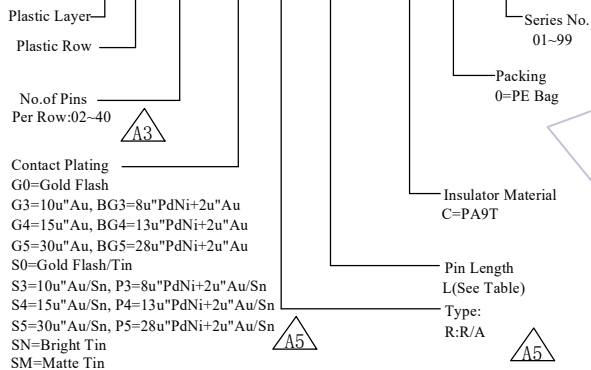 Plastic Layer
Plastic Row
No.of Pins
Per Row:02~40
A3
Contact Plating
G0=Gold Flash
G3=10u"Au, BG3=8u"PdNi+2u"Au
G4=15u"Au, BG4=13u"PdNi+2u"Au
G5=30u"Au, BG5=28u"PdNi+2u"Au
S0=Gold Flash/Tin
S3=10u"Au/Sn, P3=8u"PdNi+2u"Au/Sn
S4=15u"Au/Sn, P4=13u"PdNi+2u"Au/Sn
S5=30u"Au/Sn, P5=28u"PdNi+2u"Au/Sn
SN=Bright Tin
SM=Matte Tin
A5
Series No.
01~99
Packing
0=PE Bag
Insulator Material
C=PA9T
Pin Length
L(See Table)
Type:
R:R/A
A5